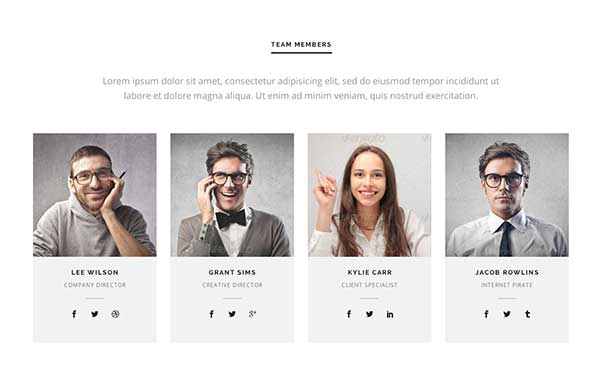 TEAM MEMBERS
Lorem ipsum dolor sit amet, consectetur adipisicing elit, sed do eiusmod tempor incididunt ut
labore et dolore magna aliqua. Ut enim ad minim veniam, quis nostrud exercitation.
LEE WILSON
COMPANY DIRECTOR
GRANT SIMS
CREATIVE DIRECTOR
KYLIE CARR
CLIENT SPECIALIST
JACOB ROWLINS
INTERNET PIRATE